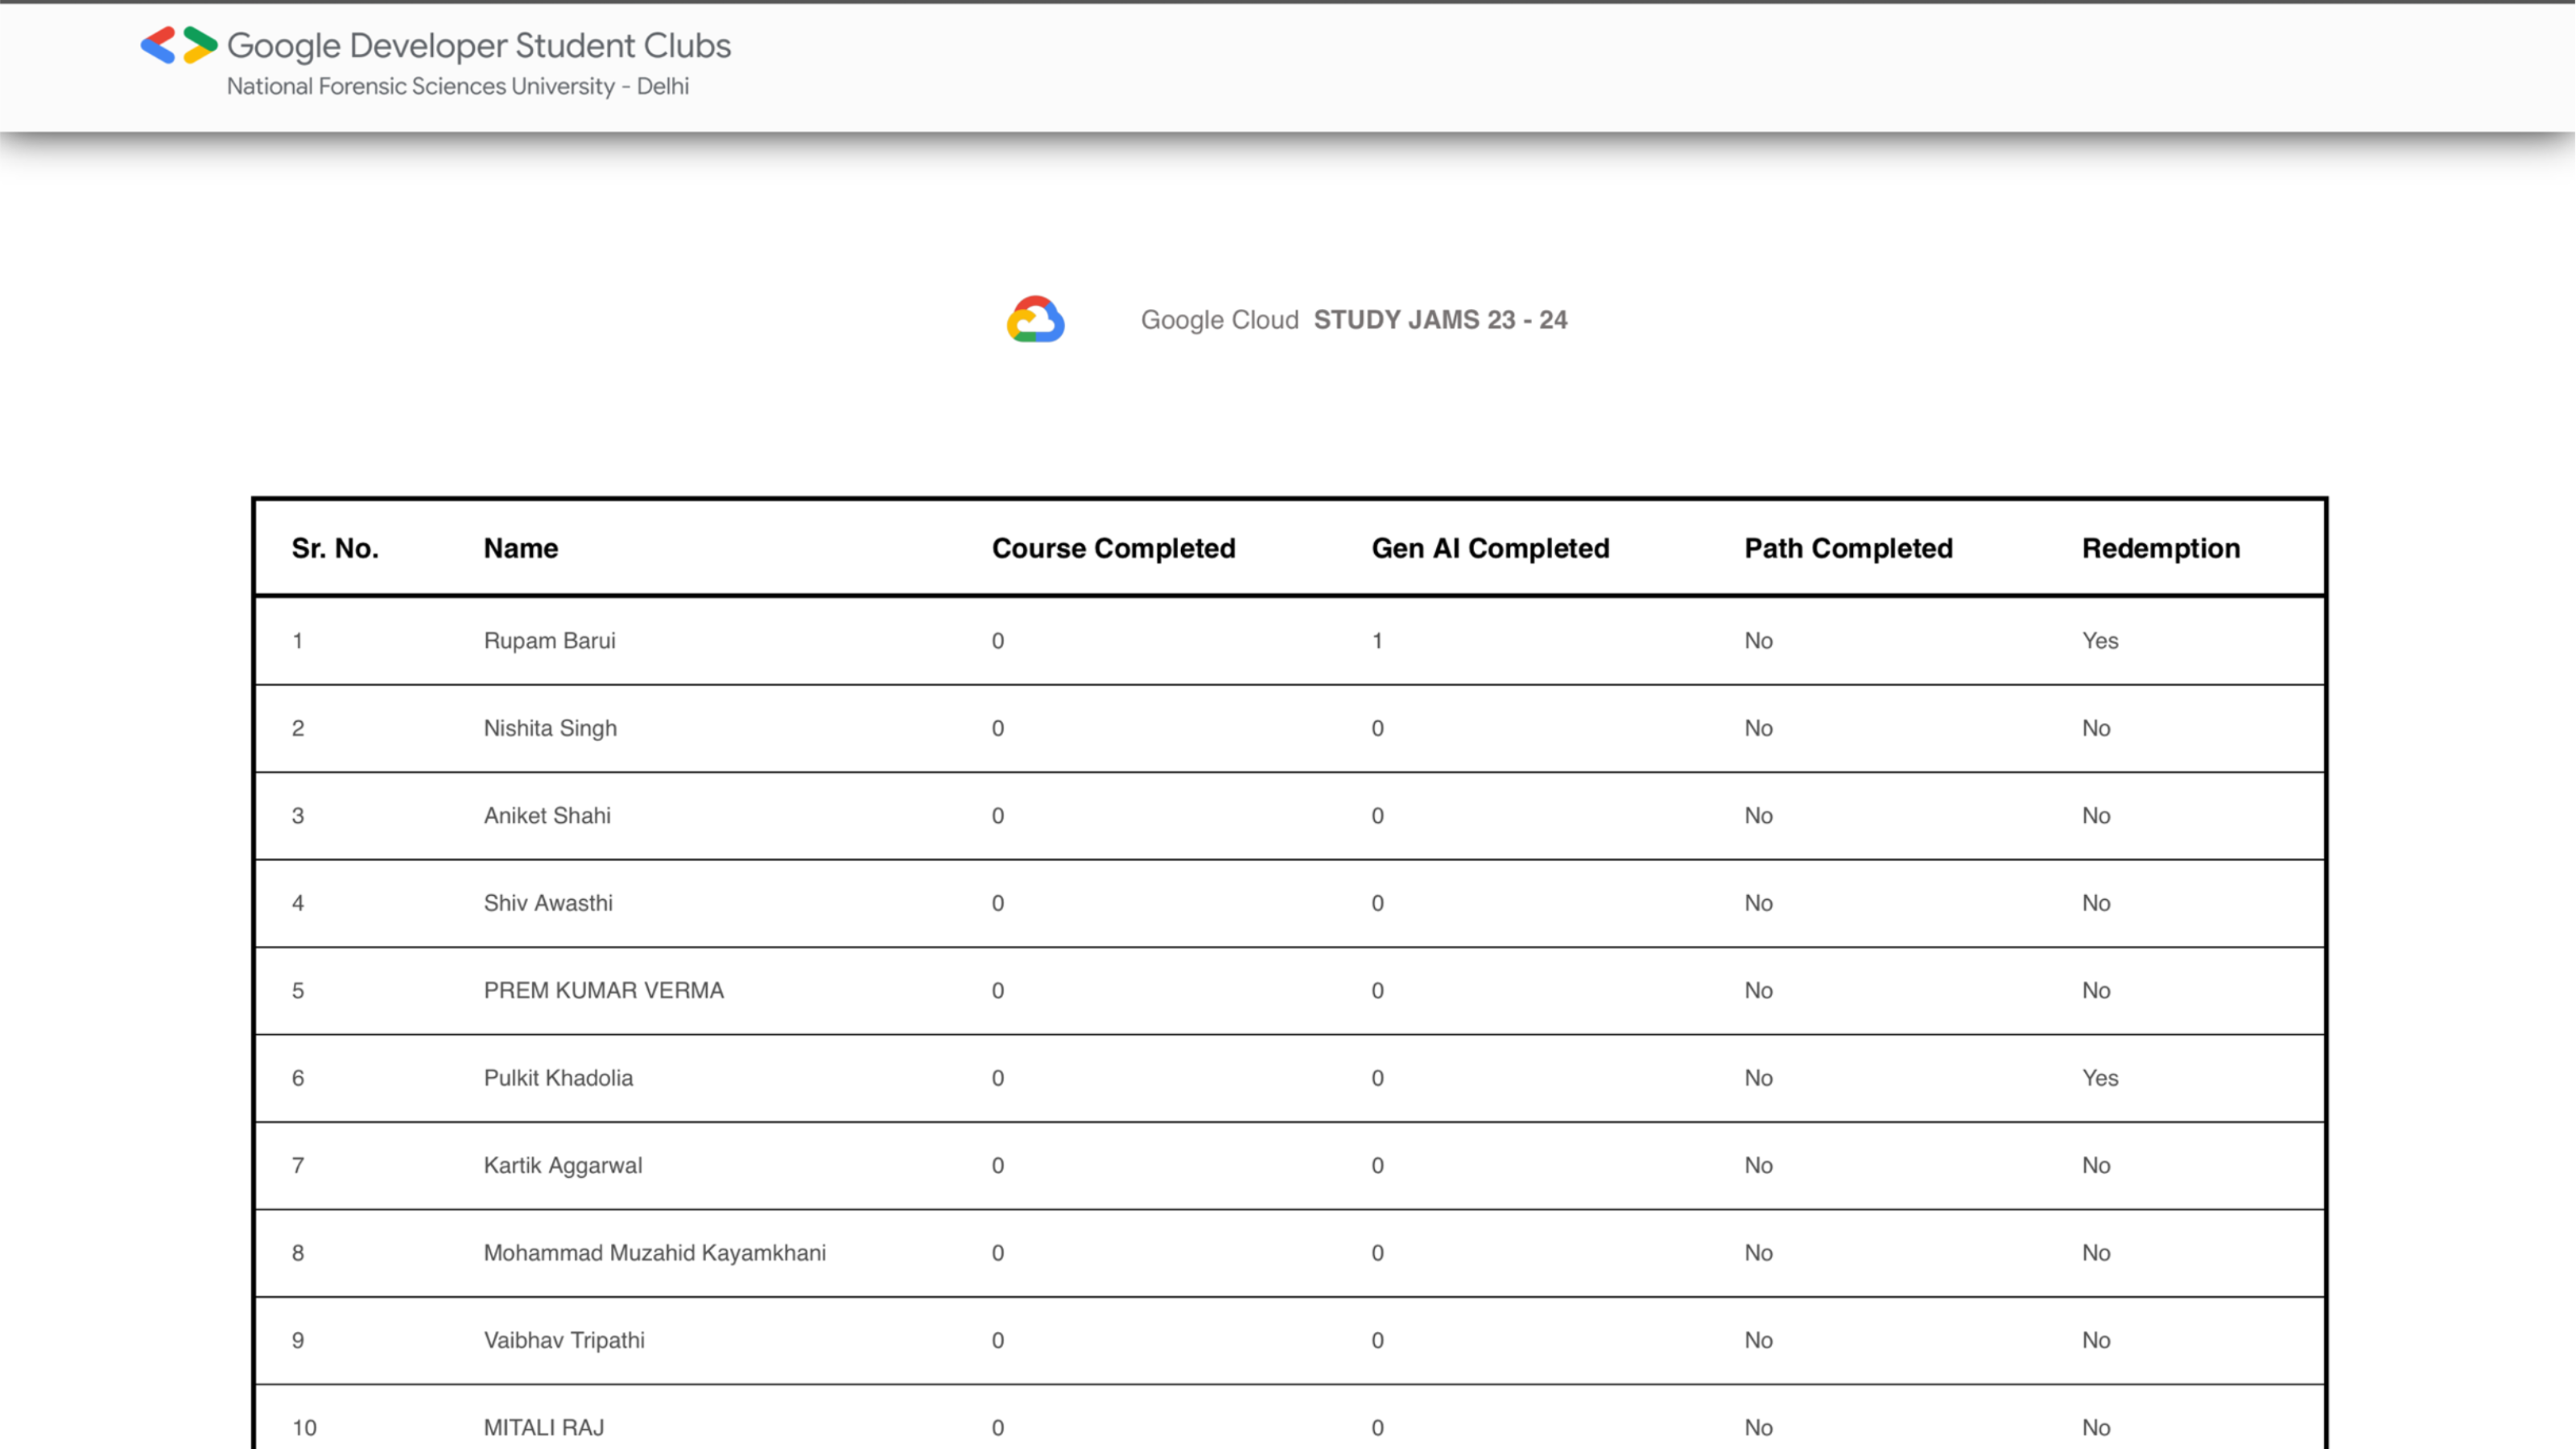 Google Developer Student Clubs
National Forensic Sciences University - Delhi
Google Cloud STUDY JAMS 23 - 24
Sr. No. Name Course Completed Gen AI Completed Path Completed Redemption
1 Rupam Barui 0 1 No Yes
2 Nishita Singh 0 0 No No
3 Aniket Shahi 0 0 No No
4 Shiv Awasthi 0 0 No No
5 PREM KUMAR VERMA 0 0 No No
6 Pulkit Khadolia 0 0 No Yes
7 Kartik Aggarwal 0 0 No No
8 Mohammad Muzahid Kayamkhani 0 0 No No
9 Vaibhav Tripathi 0 0 No No
10 MITALI RAJ 0 0 No No